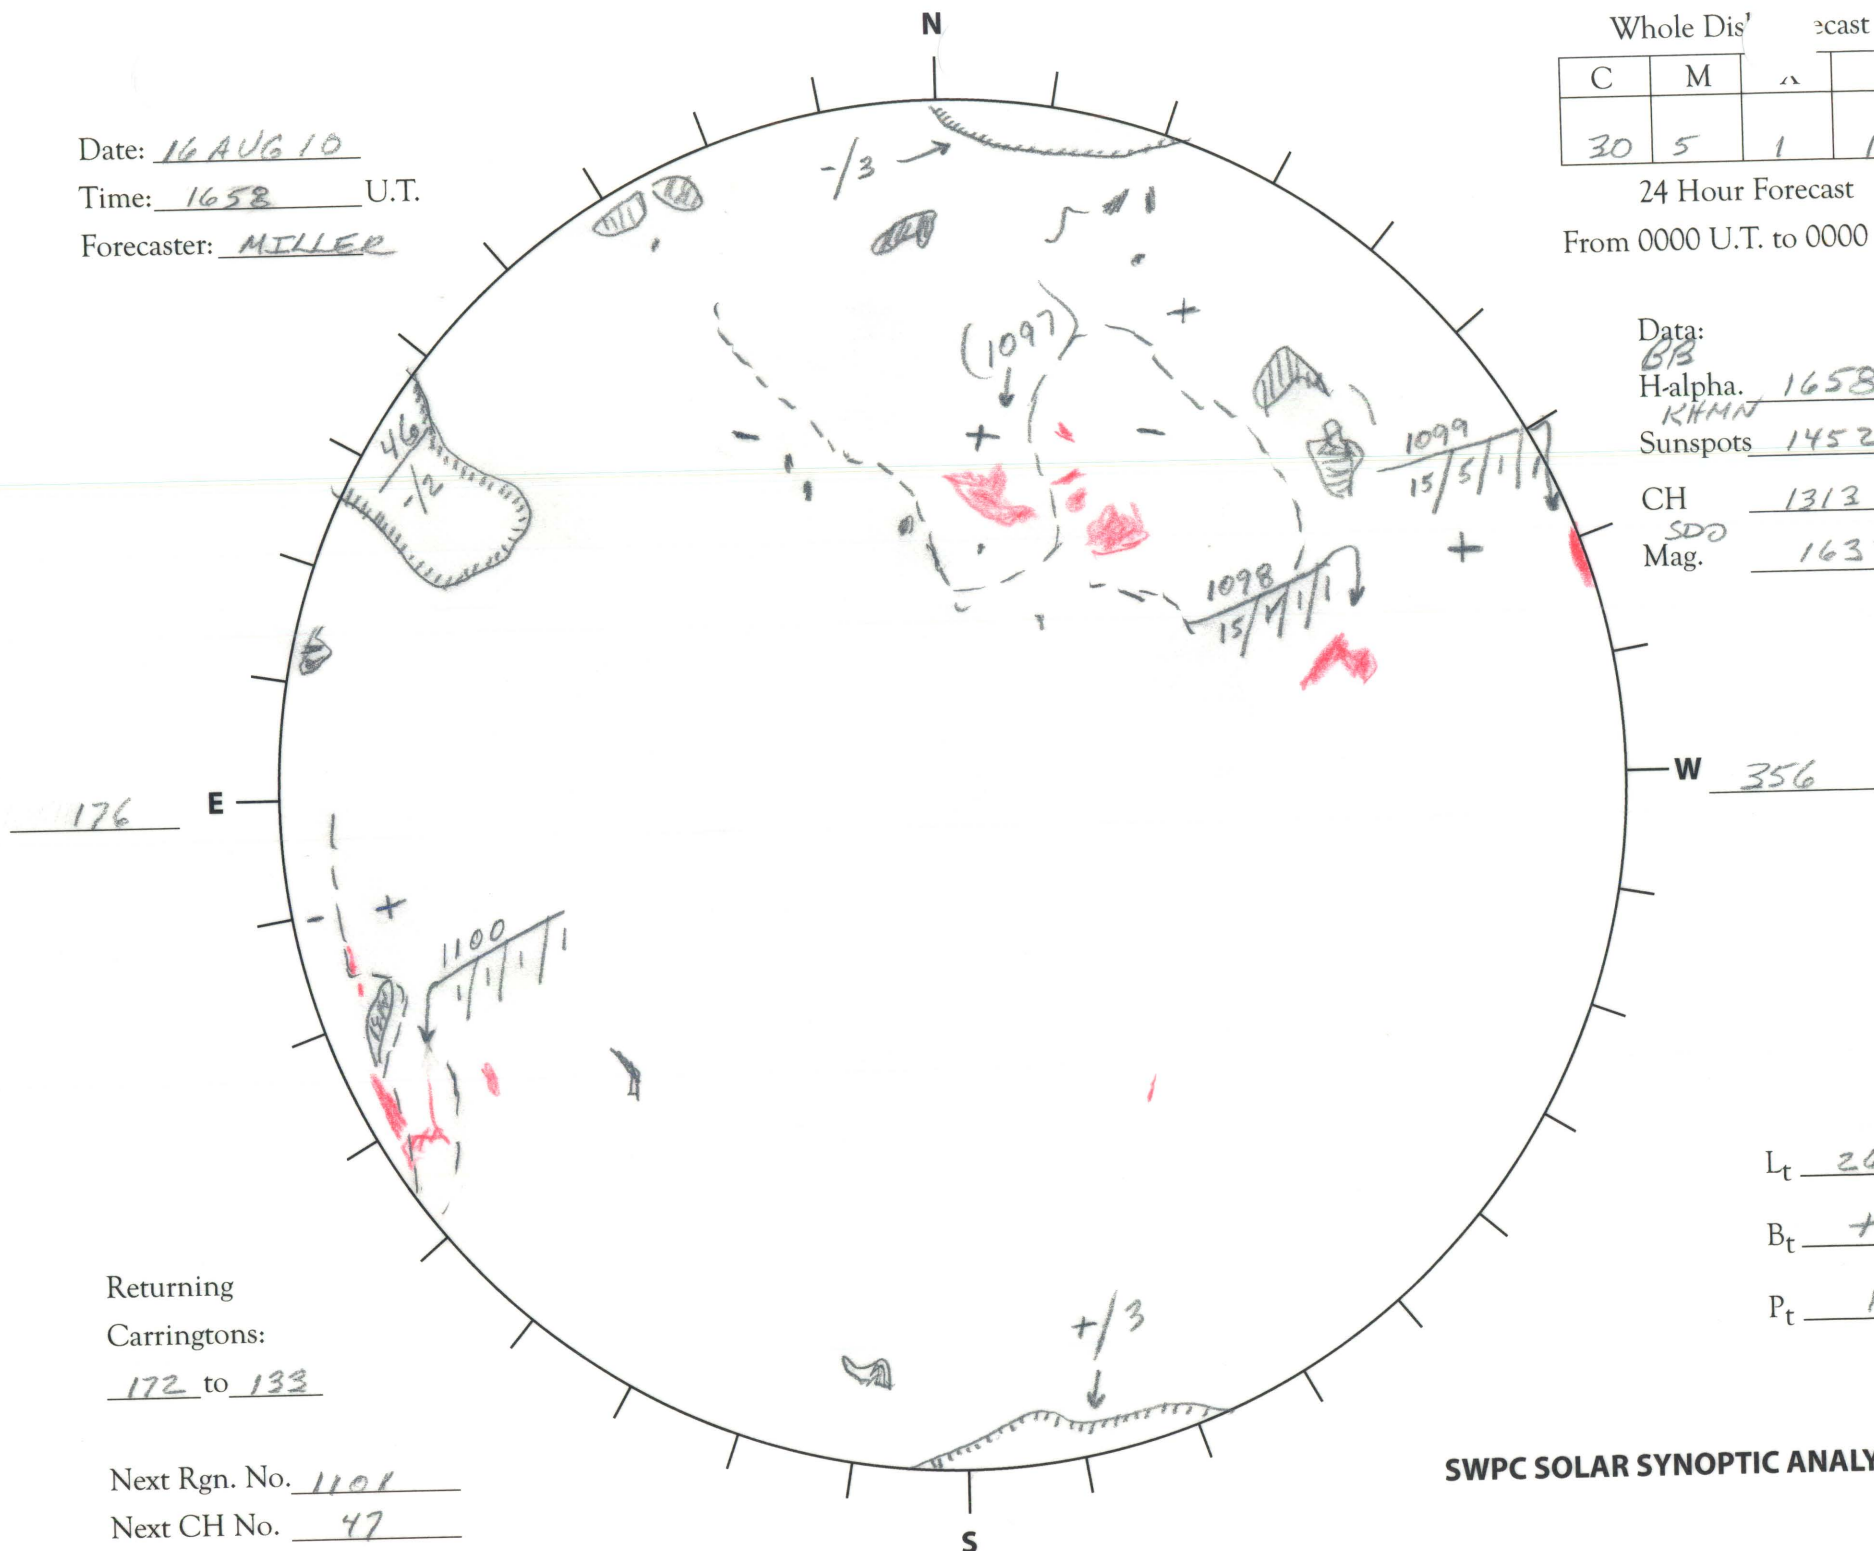 N
Whole Dis' ecast
C M
30 5 1 1
24 Hour Forecast
From 0000 U.T. to 0000
Date: 16 AUG 10
Time: 1658 U.T.
Forecaster: MILLER
-/3
(1097)
+
Data:
BB
H-alpha. 1658
KHMN
Sunspots 1452
CH 1313
SDO
Mag. 163
46
1/2
- + -
1099
15/5/1/1
+
1098
15/ /1/1
176 E
W 356
- +
1100
1/1/1/1
Lt
Bt +
Pt
Returning
Carringtons:
172 to 133
+/3
Next Rgn. No. 1101
Next CH No. 47
SWPC SOLAR SYNOPTIC ANALY
S